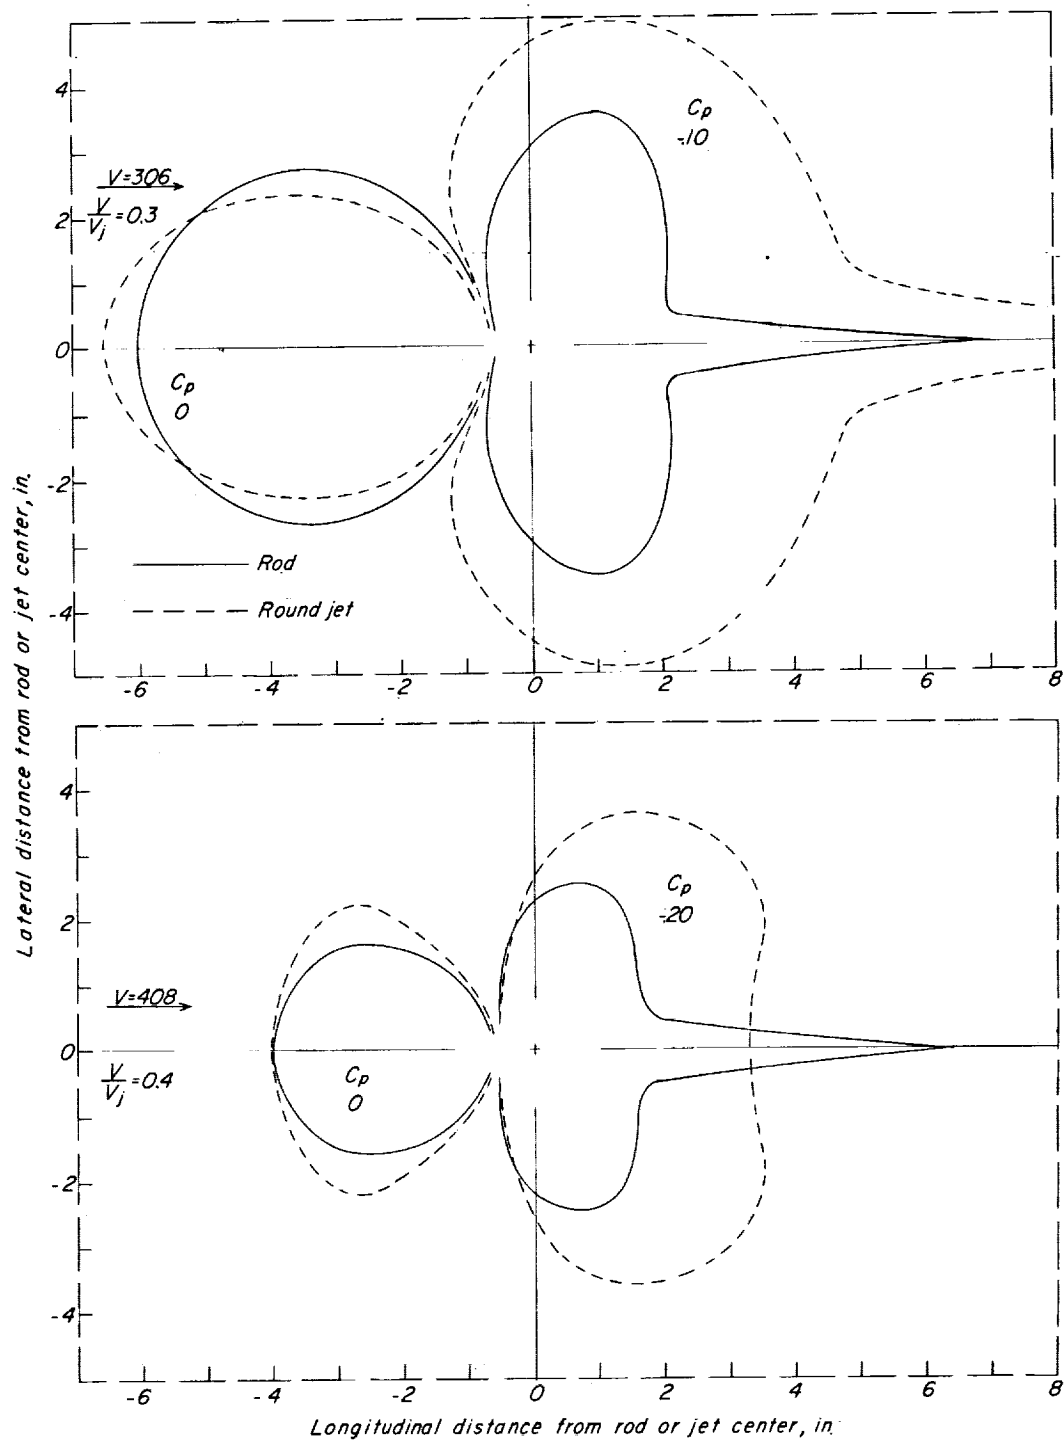 4
2
0
-2
-4
V=306
V/Vj=0.3
Cp
-.10
Cp
0
Rod
Round jet
-6 -4 -2 0 2 4 6 8
4
2
0
-2
-4
V=408
V/Vj=0.4
Cp
-.20
Cp
0
-6 -4 -2 0 2 4 6 8
Lateral distance from rod or jet center, in.
Longitudinal distance from rod or jet center, in.